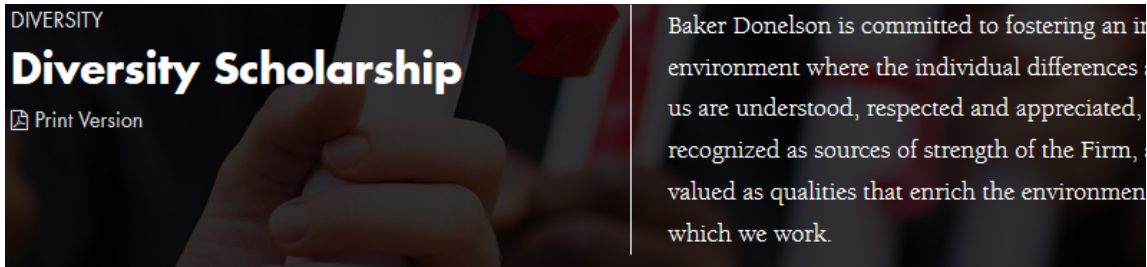 DIVERSITY
Diversity Scholarship
Print Version
Baker Donelson is committed to fostering an
environment where the individual differences
us are understood, respected and appreciated,
recognized as sources of strength of the Firm,
valued as qualities that enrich the
which we work.